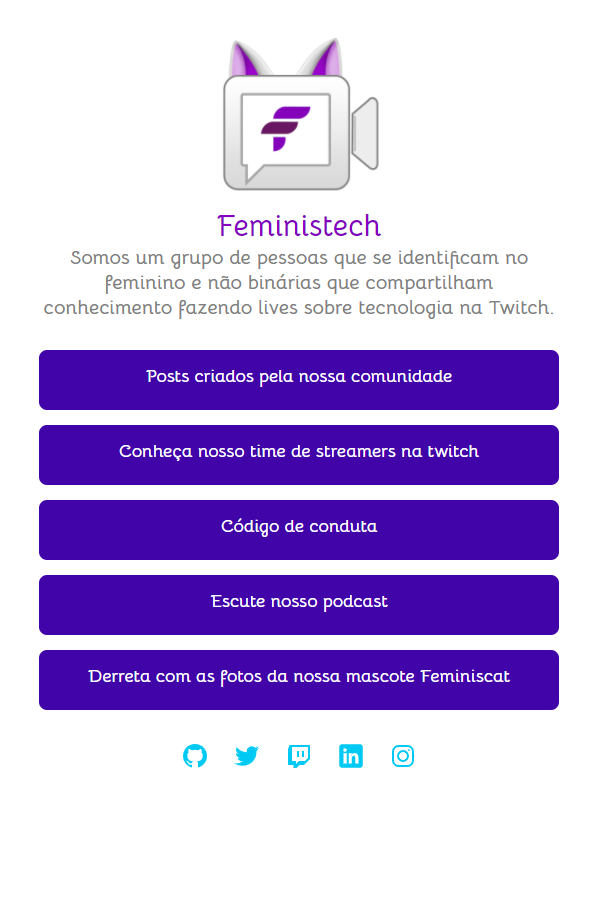 Feministech
Somos um grupo de pessoas que se identificam no
feminino e não binárias que compartilham
conhecimento fazendo lives sobre tecnologia na Twitch.
Posts criados pela nossa comunidade
Conheça nosso time de streamers na twitch
Código de conduta
Escute nosso podcast
Derreta com as fotos da nossa mascote Feminiscat
in